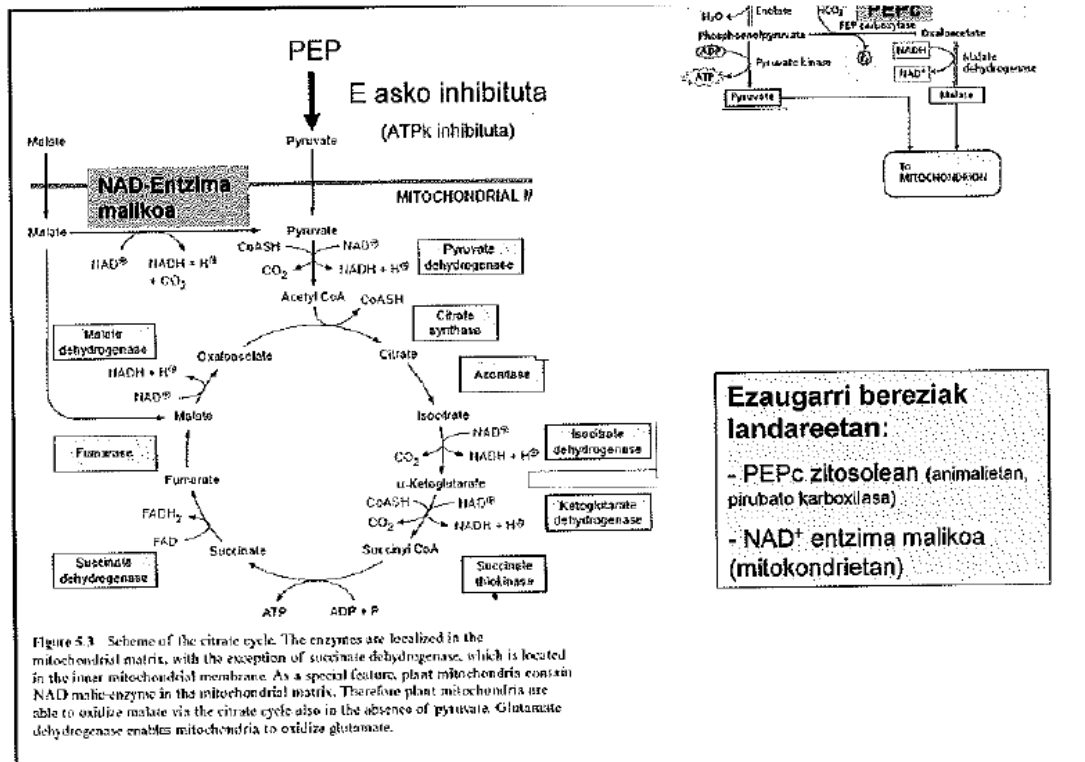 PEP
E asko inhibituta
(ATPk inhibituta)
Malate
Pyruvate
NAD-Entzima
malikoa
MITOCHONDRIAL
Malate
Pyruvate
NAD⊕
NADH + H⊕
+ CO₂
CoASH
NAD⊕
CO₂
NADH + H⊕
Pyruvate
dehydrogenase
Acetyl CoA
CoASH
Citrate
synthase
Malate
dehydrogenase
Oxaloacetate
Citrate
NADH + H⊕
NAD⊕
Malate
Isocitrate
NAD⊕
CO₂
NADH + H⊕
Isocitrate
dehydrogenase
Fumarase
Fumarate
α-Ketoglutarate
CoASH
NAD⊕
CO₂
NADH + H⊕
Ketoglutarate
dehydrogenase
FADH₂
FAD
Succinate
Succinyl CoA
Succinate
dehydrogenase
Succinate
thiokinase
ATP
ADP + P
Figure 5.3 Scheme of the citrate cycle. The enzymes are localized in the
mitochondrial matrix, with the exception of succinate dehydrogenase, which is located
in the inner mitochondrial membrane. As a special feature, plant mitochondria contain
NAD malic-enzyme in the mitochondrial matrix. Therefore plant mitochondria are
able to oxidize malate via the citrate cycle also in the absence of pyruvate. Glutamate
dehydrogenase enables mitochondria to oxidize glutamate.
H₂O
Enolase
HCO₃⁻
PEPc
PEP carboxylase
Phosphoenolpyruvate
Oxaloacetate
ADP
ATP
Pyruvate kinase
NADH
NAD⁺
Malate
dehydrogenase
Pyruvate
Malate
To
MITOCHONDRION
Ezaugarri bereziak
landareetan:
- PEPc zitosolean (animalietan,
pirubato karboxilasa)
- NAD⁺ entzima malikoa
(mitokondrietan)